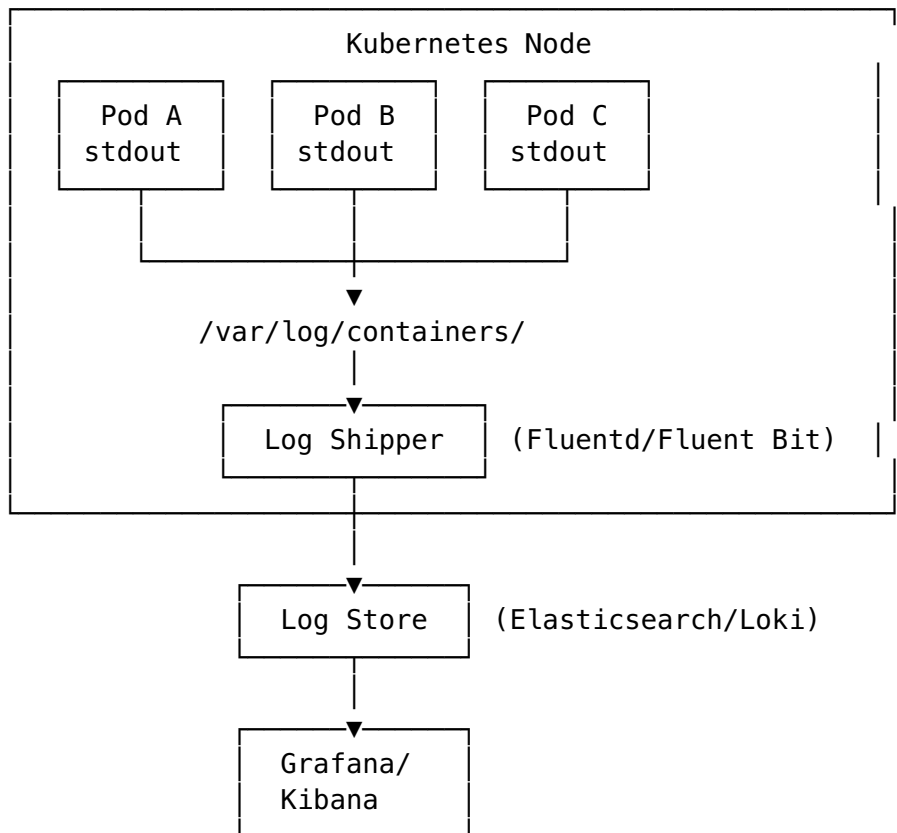 Kubernetes Node
Pod A Pod B Pod C
stdout stdout stdout
/var/log/containers/
Log Shipper (Fluentd/Fluent Bit)
Log Store (Elasticsearch/Loki)
Grafana/
Kibana